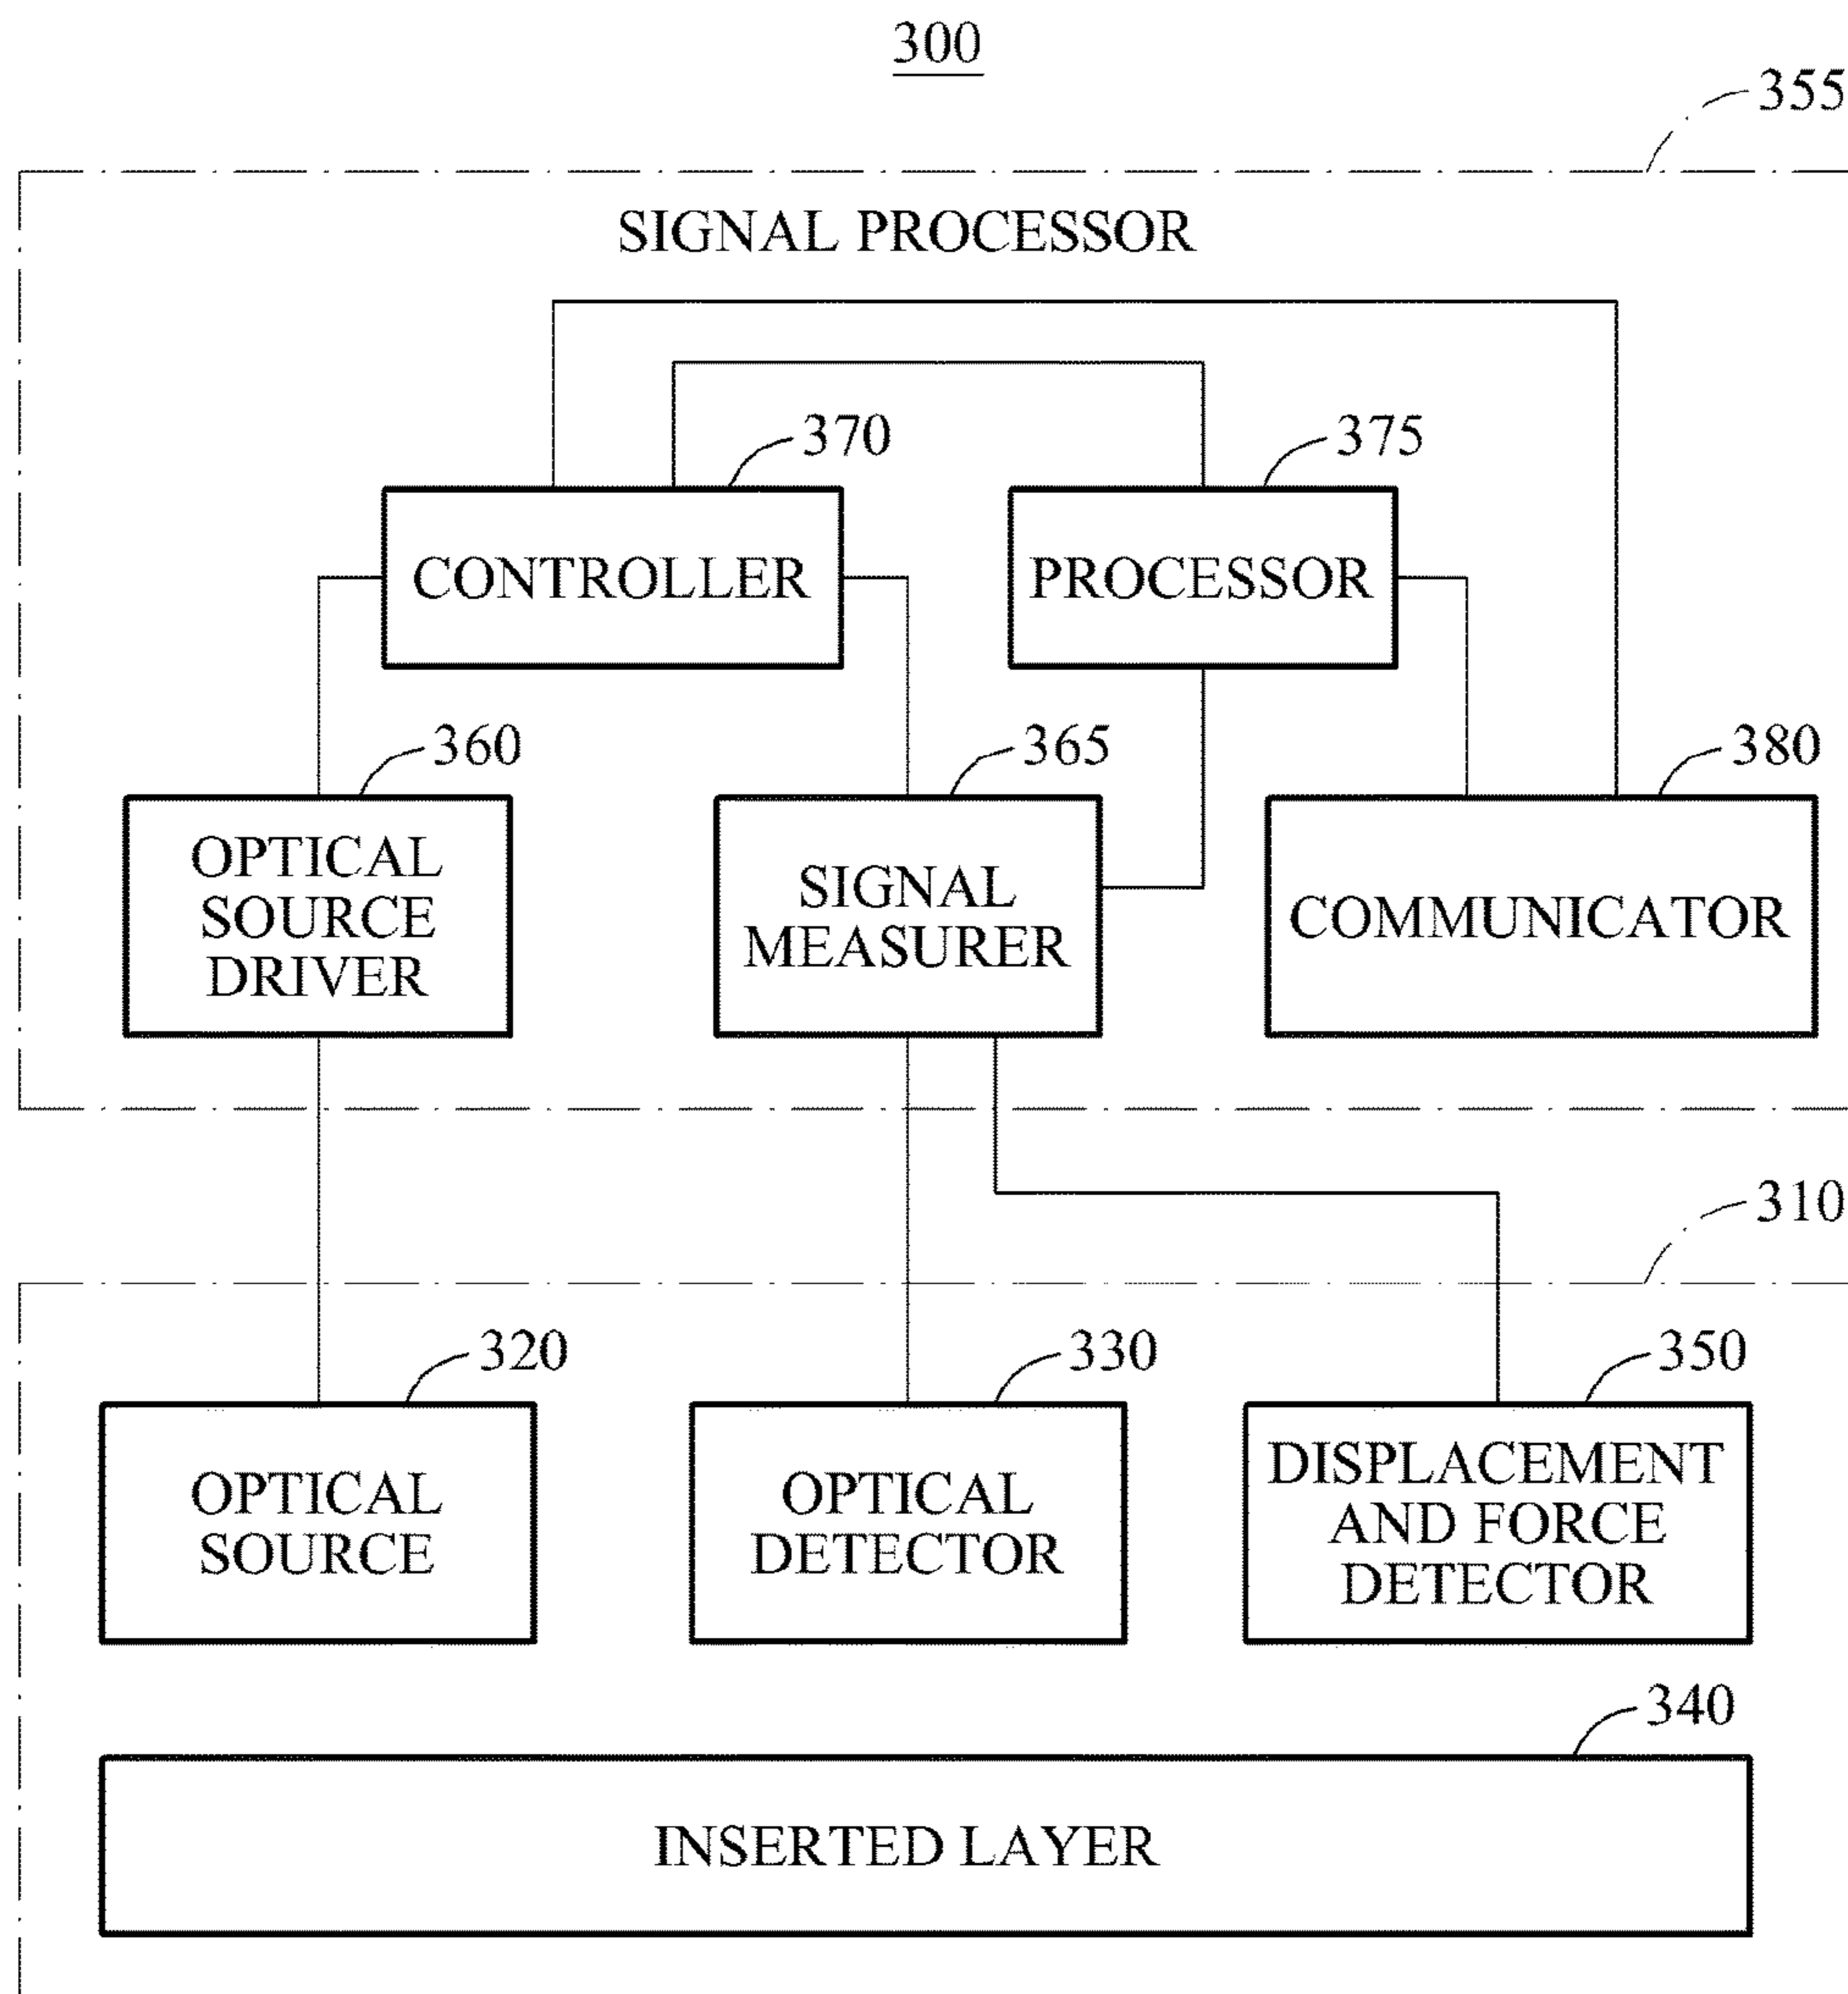 300
355
SIGNAL PROCESSOR
370
375
CONTROLLER
PROCESSOR
360
365
380
OPTICAL
SOURCE
DRIVER
SIGNAL
MEASURER
COMMUNICATOR
310
320
330
350
OPTICAL
SOURCE
OPTICAL
DETECTOR
DISPLACEMENT
AND FORCE
DETECTOR
340
INSERTED LAYER